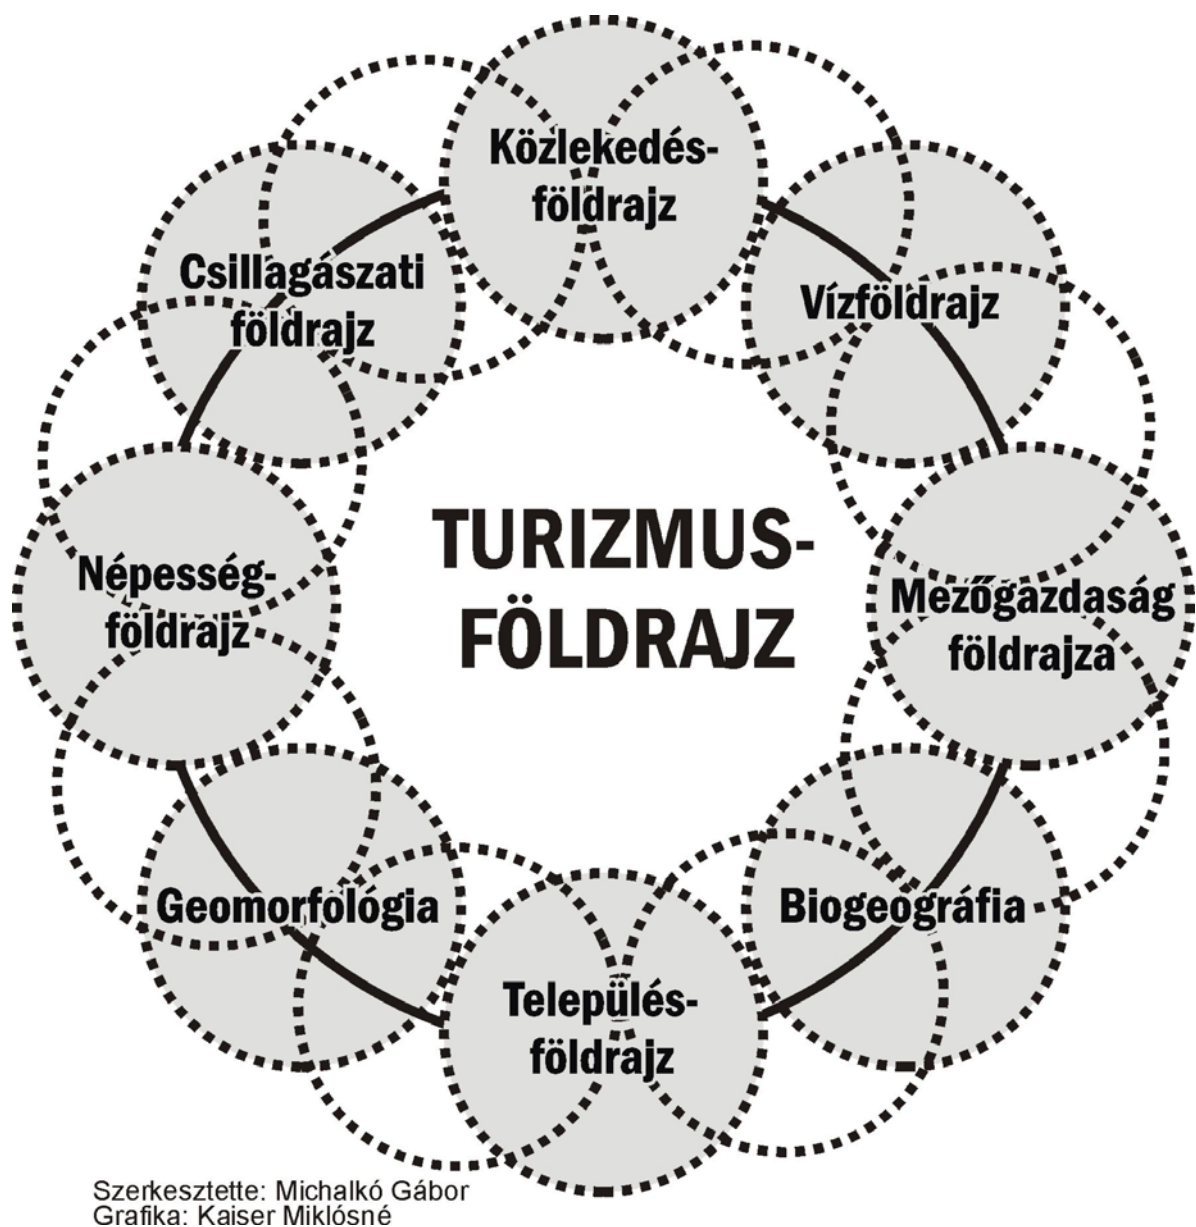 Közlekedés-
földrajz
Csillagászati
földrajz
Vízföldrajz
TURIZMUS-
FÖLDRAJZ
Népesség-
földrajz
Mezőgazdaság
földrajza
Geomorfológia
Biogeográfia
Település-
földrajz
Szerkesztette: Michalkó Gábor
Grafika: Kaiser Miklósné